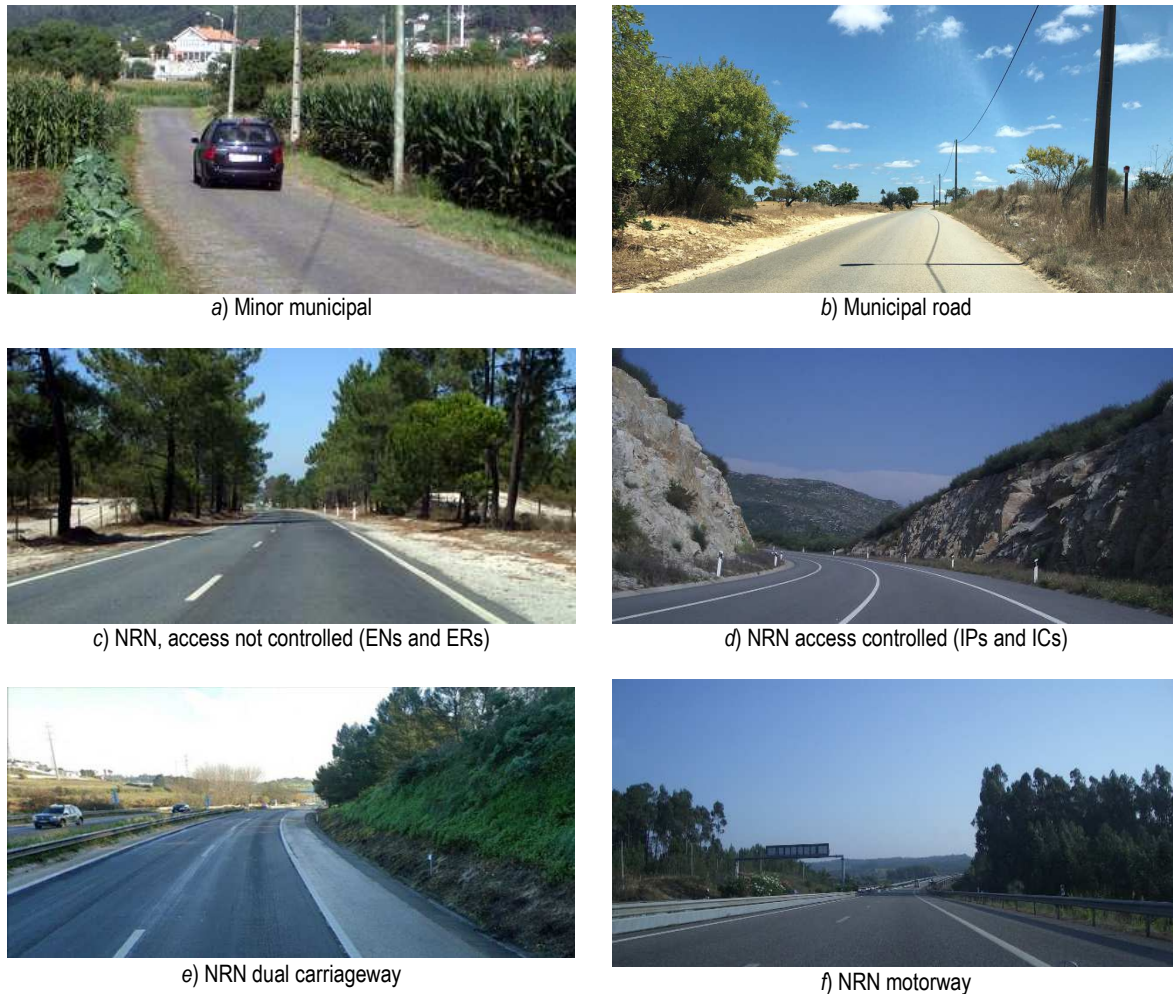 a) Minor municipal
b) Municipal road
c) NRN, access not controlled (ENs and ERs)
d) NRN access controlled (IPs and ICs)
e) NRN dual carriageway
f) NRN motorway